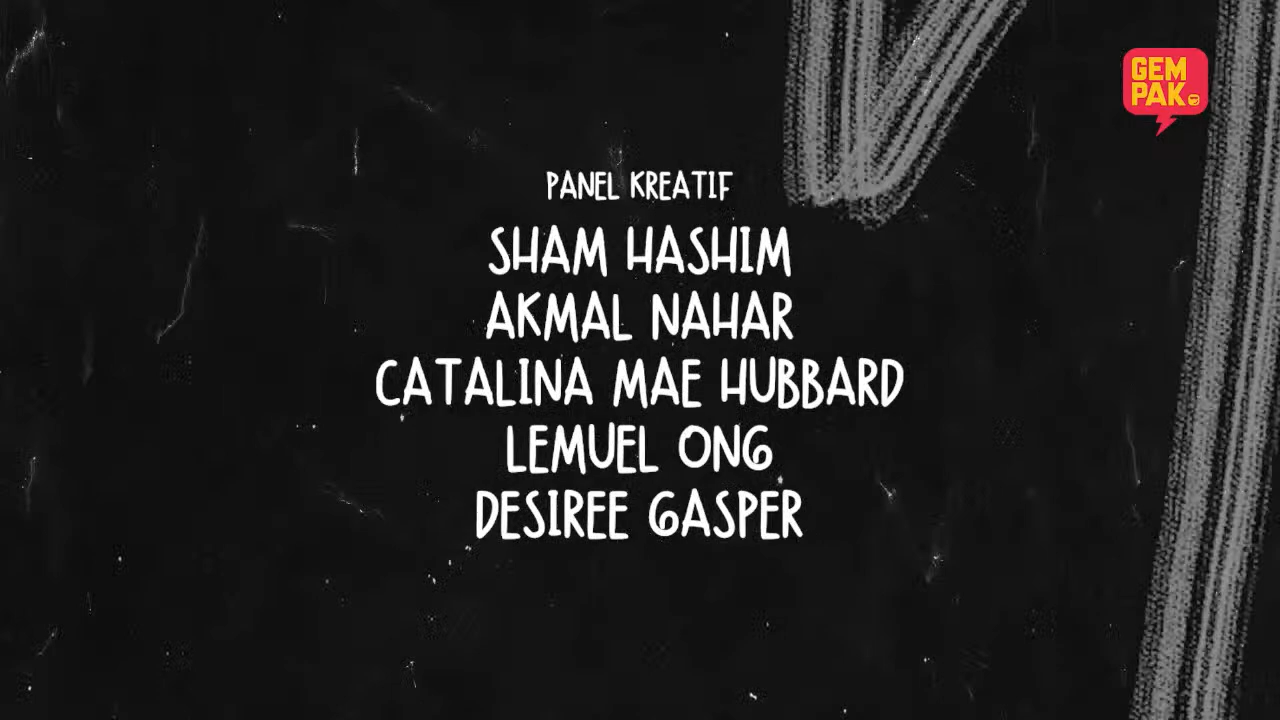 GEM
PAK
PANEL KREATIF
SHAM HASHIM
AKMAL NAHAR
CATALINA MAE HUBBARD
LEMUEL ONG
DESIREE GASPER